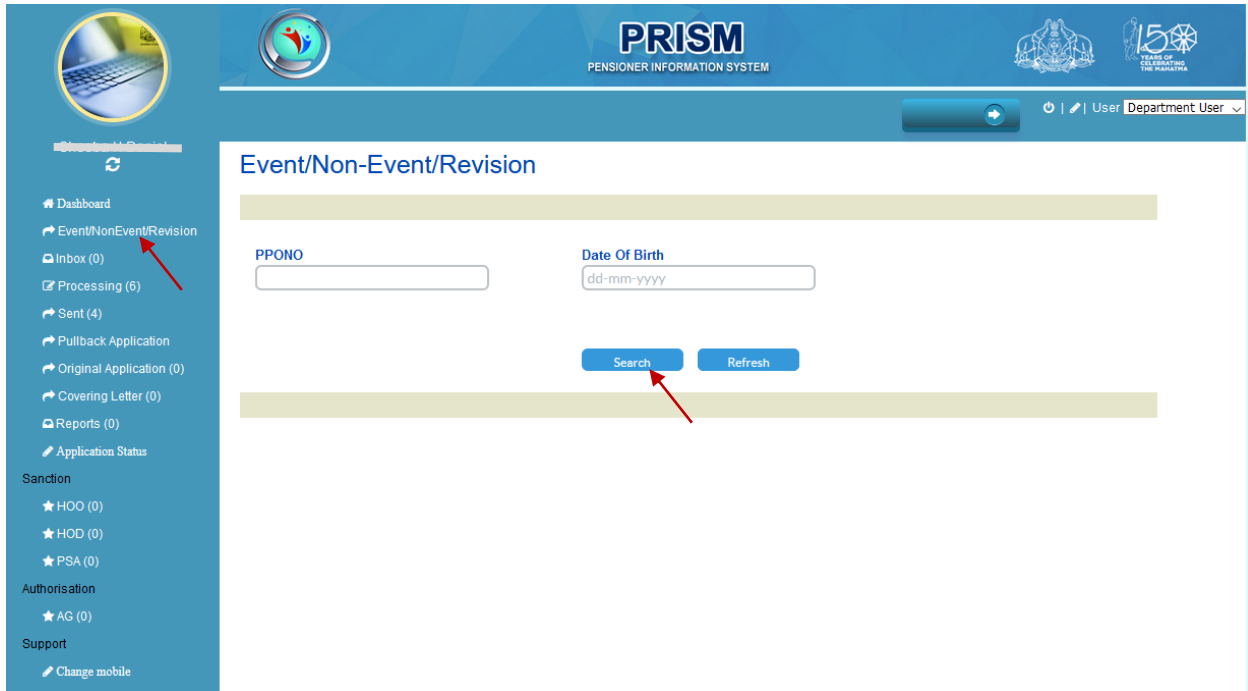 PRISM
PENSIONER INFORMATION SYSTEM
150
YEARS OF
CELEBRATING
THE MAHATMA
| | User Department User
Event/Non-Event/Revision
Dashboard
Event/NonEvent/Revision
Inbox (0)
Processing (6)
Sent (4)
Pullback Application
Original Application (0)
Covering Letter (0)
Reports (0)
Application Status
Sanction
HOO (0)
HOD (0)
PSA (0)
Authorisation
AG (0)
Support
Change mobile
PPONO
Date Of Birth
dd-mm-yyyy
Search
Refresh